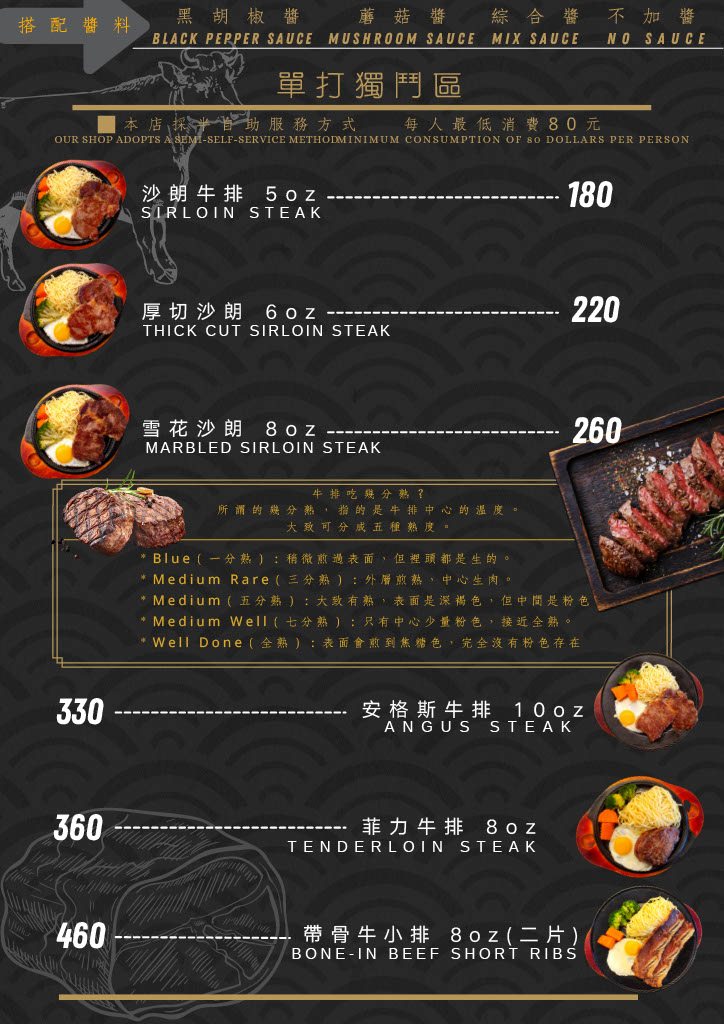 搭配醬料
黑胡椒醬 蘑菇醬 綜合醬 不加醬
BLACK PEPPER SAUCE MUSHROOM SAUCE MIX SAUCE NO SAUCE
單打獨鬥區
本店採半自助服務方式 每人最低消費80元
OUR SHOP ADOPTS A SEMI-SELF-SERVICE METHOD MINIMUM CONSUMPTION OF 80 DOLLARS PER PERSON
沙朗牛排 5oz 180
SIRLOIN STEAK
厚切沙朗 6oz 220
THICK CUT SIRLOIN STEAK
雪花沙朗 8oz 260
MARBLED SIRLOIN STEAK
牛排吃幾分熟？
所謂的幾分熟，指的是牛排中心的溫度。
大致可分成五種熟度。
*Blue(一分熟)：稍微煎過表面，但裡頭都是生的。
*Medium Rare(三分熟)：外層煎熟，中心生肉。
*Medium(五分熟)：大致有熟，表面是深褐色，但中間是粉色
*Medium Well(七分熟)：只有中心少量粉色，接近全熟。
*Well Done(全熟)：表面會煎到焦糖色，完全沒有粉色存在
330 安格斯牛排 10oz
ANGUS STEAK
360 菲力牛排 8oz
TENDERLOIN STEAK
460 帶骨牛小排 8oz(二片)
BONE-IN BEEF SHORT RIBS